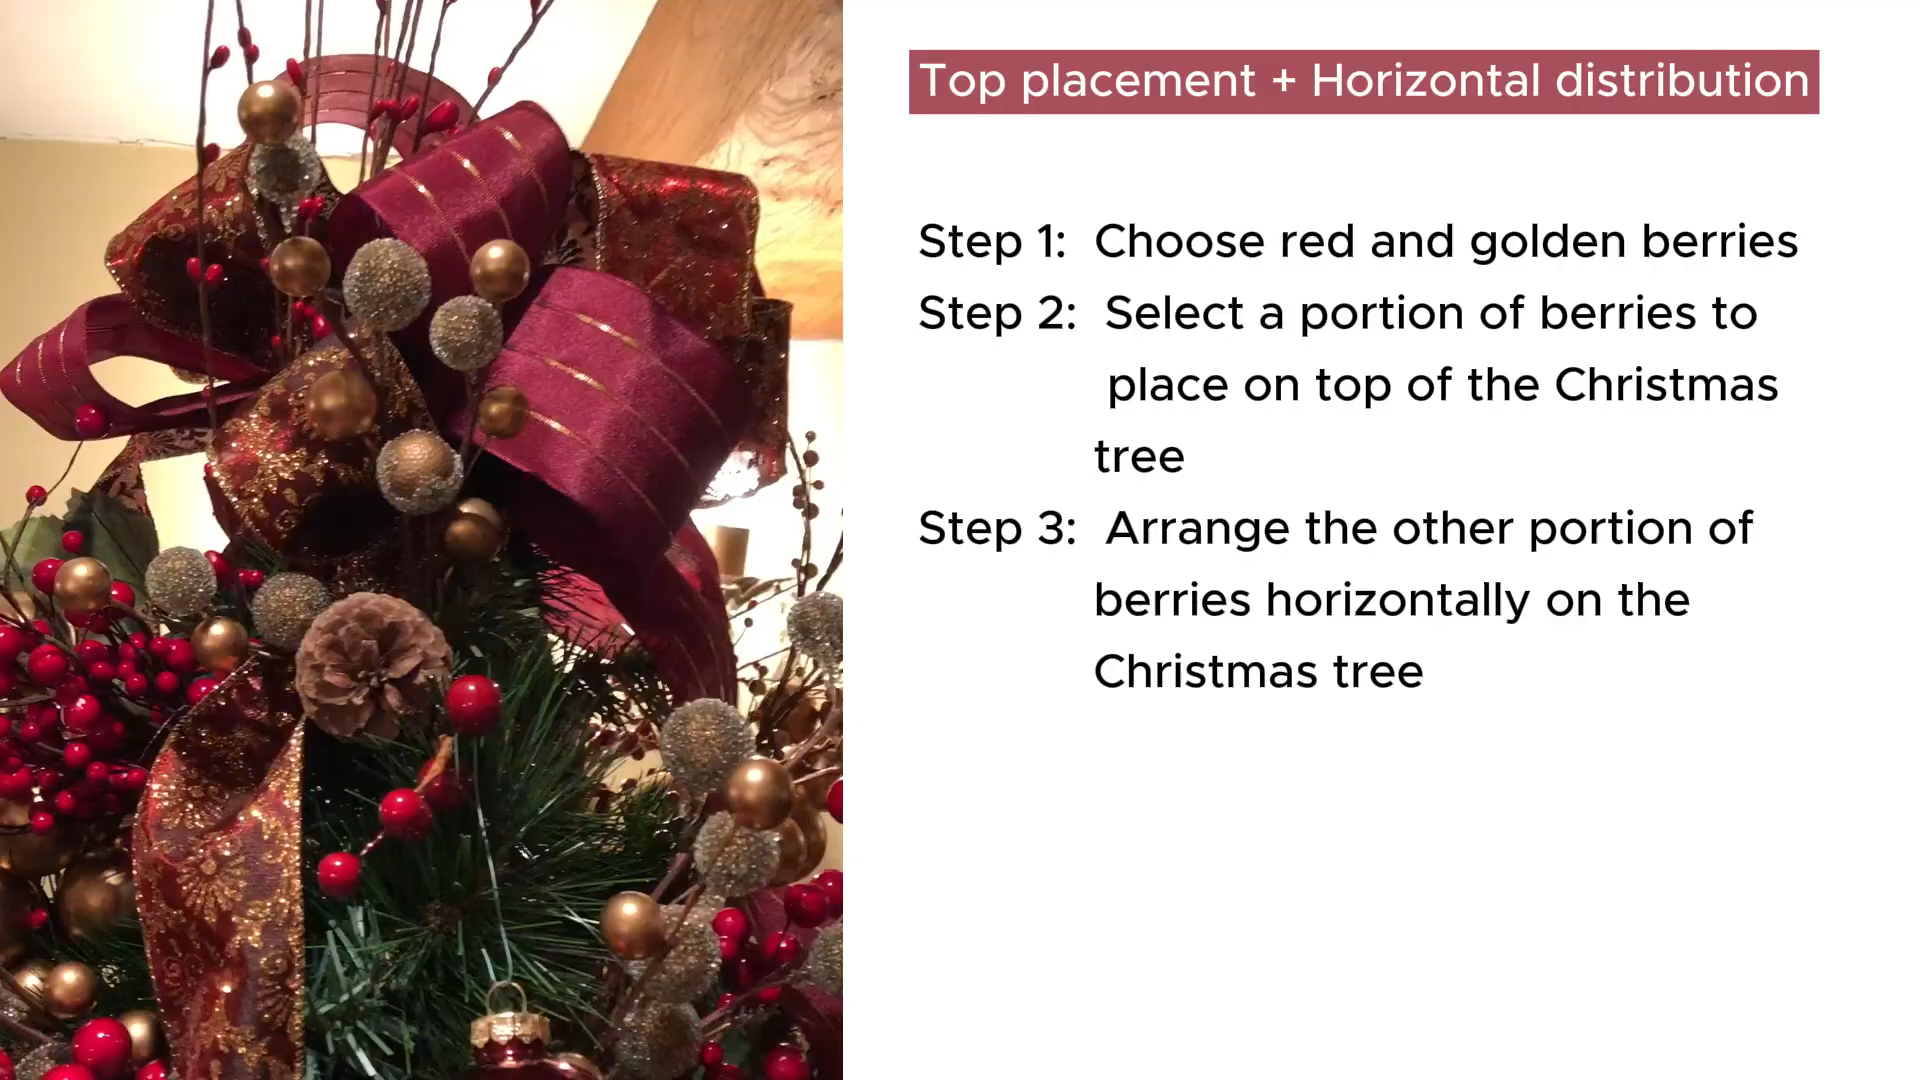 Top placement + Horizontal distribution
Step 1: Choose red and golden berries
Step 2: Select a portion of berries to
place on top of the Christmas
tree
Step 3: Arrange the other portion of
berries horizontally on the
Christmas tree